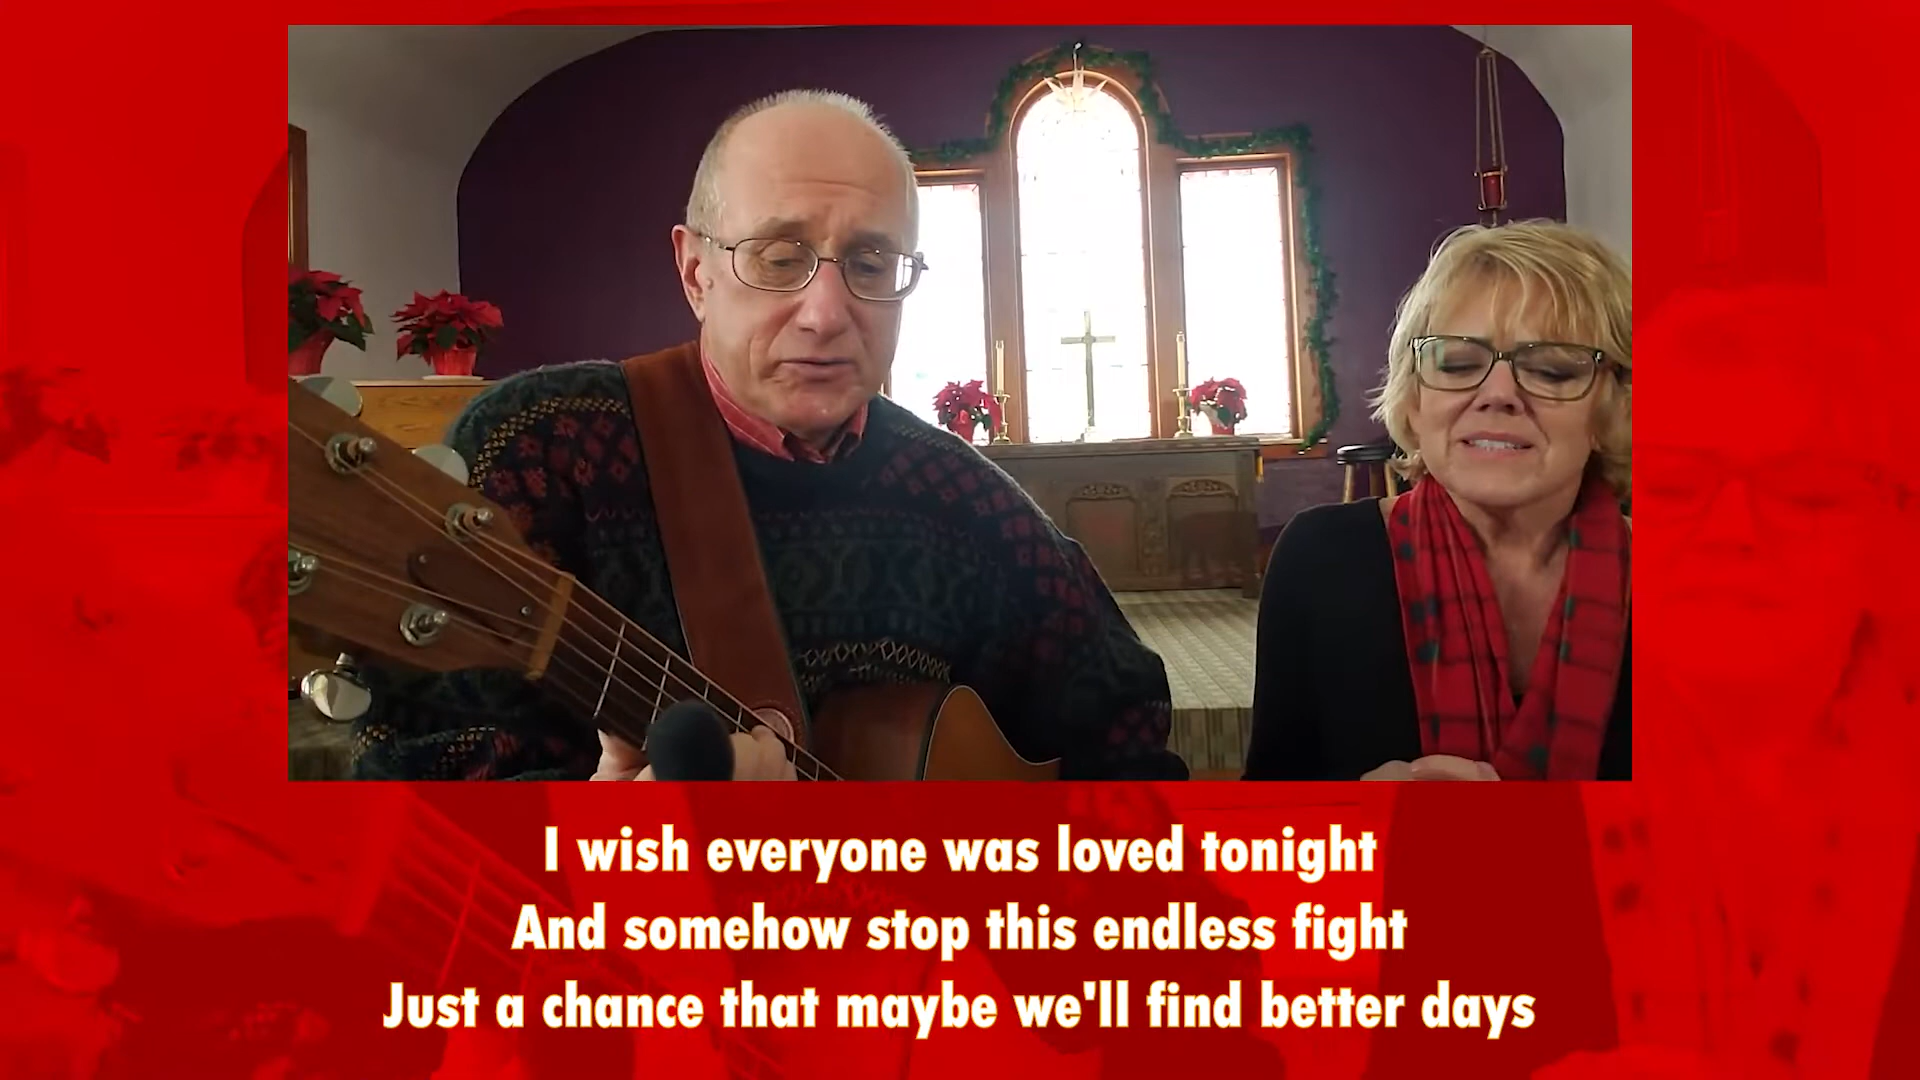 I wish everyone was loved tonight
And somehow stop this endless fight
Just a chance that maybe we'll find better days